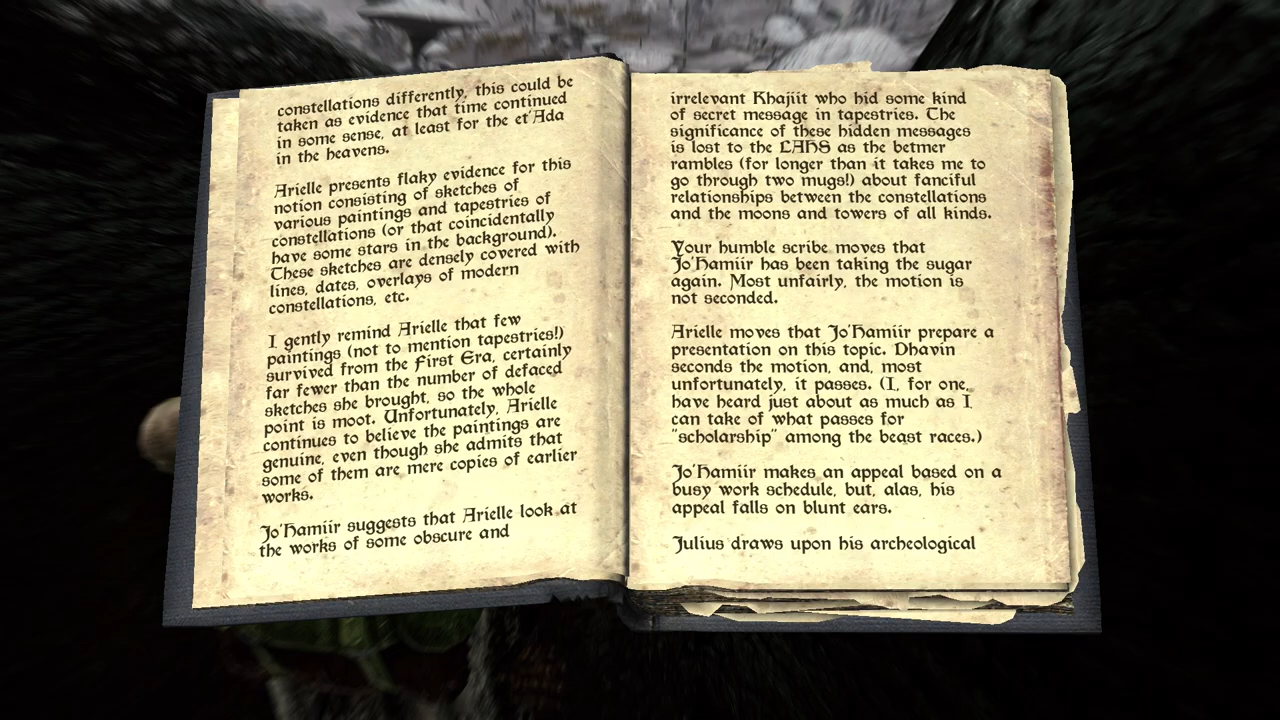 constellations differently, this could be
taken as evidence that time continued
in some sense, at least for the et'Ada
in the heavens.
Arielle presents flaky evidence for this
notion consisting of sketches of
various paintings and tapestries of
constellations (or that coincidentally
have some stars in the background).
These sketches are densely covered with
lines, dates, overlays of modern
constellations, etc.
I gently remind Arielle that few
paintings (not to mention tapestries!)
survived from the First Era, certainly
far fewer than the number of defaced
sketches she brought, so the whole
point is moot. Unfortunately, Arielle
continues to believe the paintings are
genuine, even though she admits that
some of them are mere copies of earlier
works.
Jo'Hamiir suggests that Arielle look at
the works of some obscure and
irrelevant Khajiit who hid some kind
of secret message in tapestries. The
significance of these hidden messages
is lost to the LAHS as the betmer
rambles (for longer than it takes me to
go through two mugs!) about fanciful
relationships between the constellations
and the moons and towers of all kinds.
Your humble scribe moves that
Jo'Hamiir has been taking the sugar
again. Most unfairly, the motion is
not seconded.
Arielle moves that Jo'Hamiir prepare a
presentation on this topic. Dhavin
seconds the motion, and, most
unfortunately, it passes. (I, for one,
have heard just about as much as I
can take of what passes for
"scholarship" among the beast races.)
Jo'Hamiir makes an appeal based on a
busy work schedule, but, alas, his
appeal falls on blunt ears.
Julius draws upon his archeological